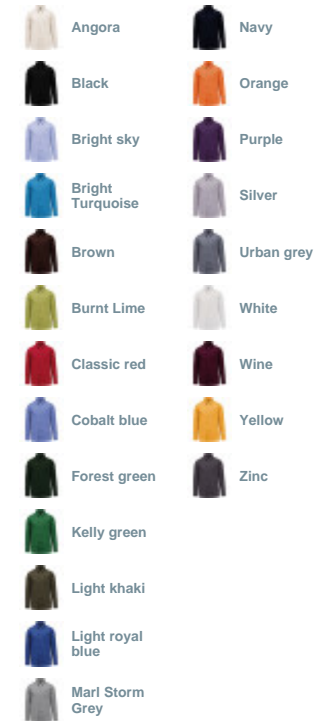 Angora
Black
Bright sky
Bright
Turquoise
Brown
Burnt Lime
Classic red
Cobalt blue
Forest green
Kelly green
Light khaki
Light royal
blue
Marl Storm
Grey
Navy
Orange
Purple
Silver
Urban grey
White
Wine
Yellow
Zinc